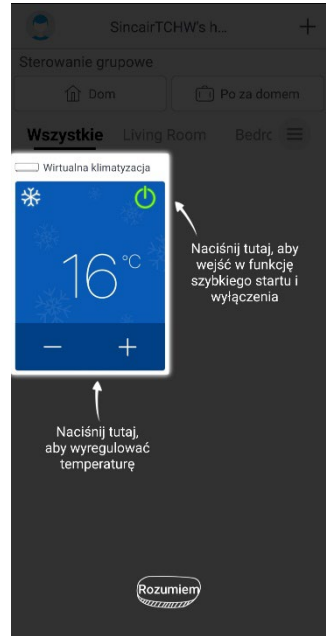 SincairTCHW's h...
Sterowanie grupowe
Dom
Po za domem
Wszystkie Living Room Bedrc
Wirtualna klimatyzacja
16°C
Naciśnij tutaj, aby
wejść w funkcję
szybkiego startu i
wyłączenia
Naciśnij tutaj,
aby wyregulować
temperaturę
Rozumiem